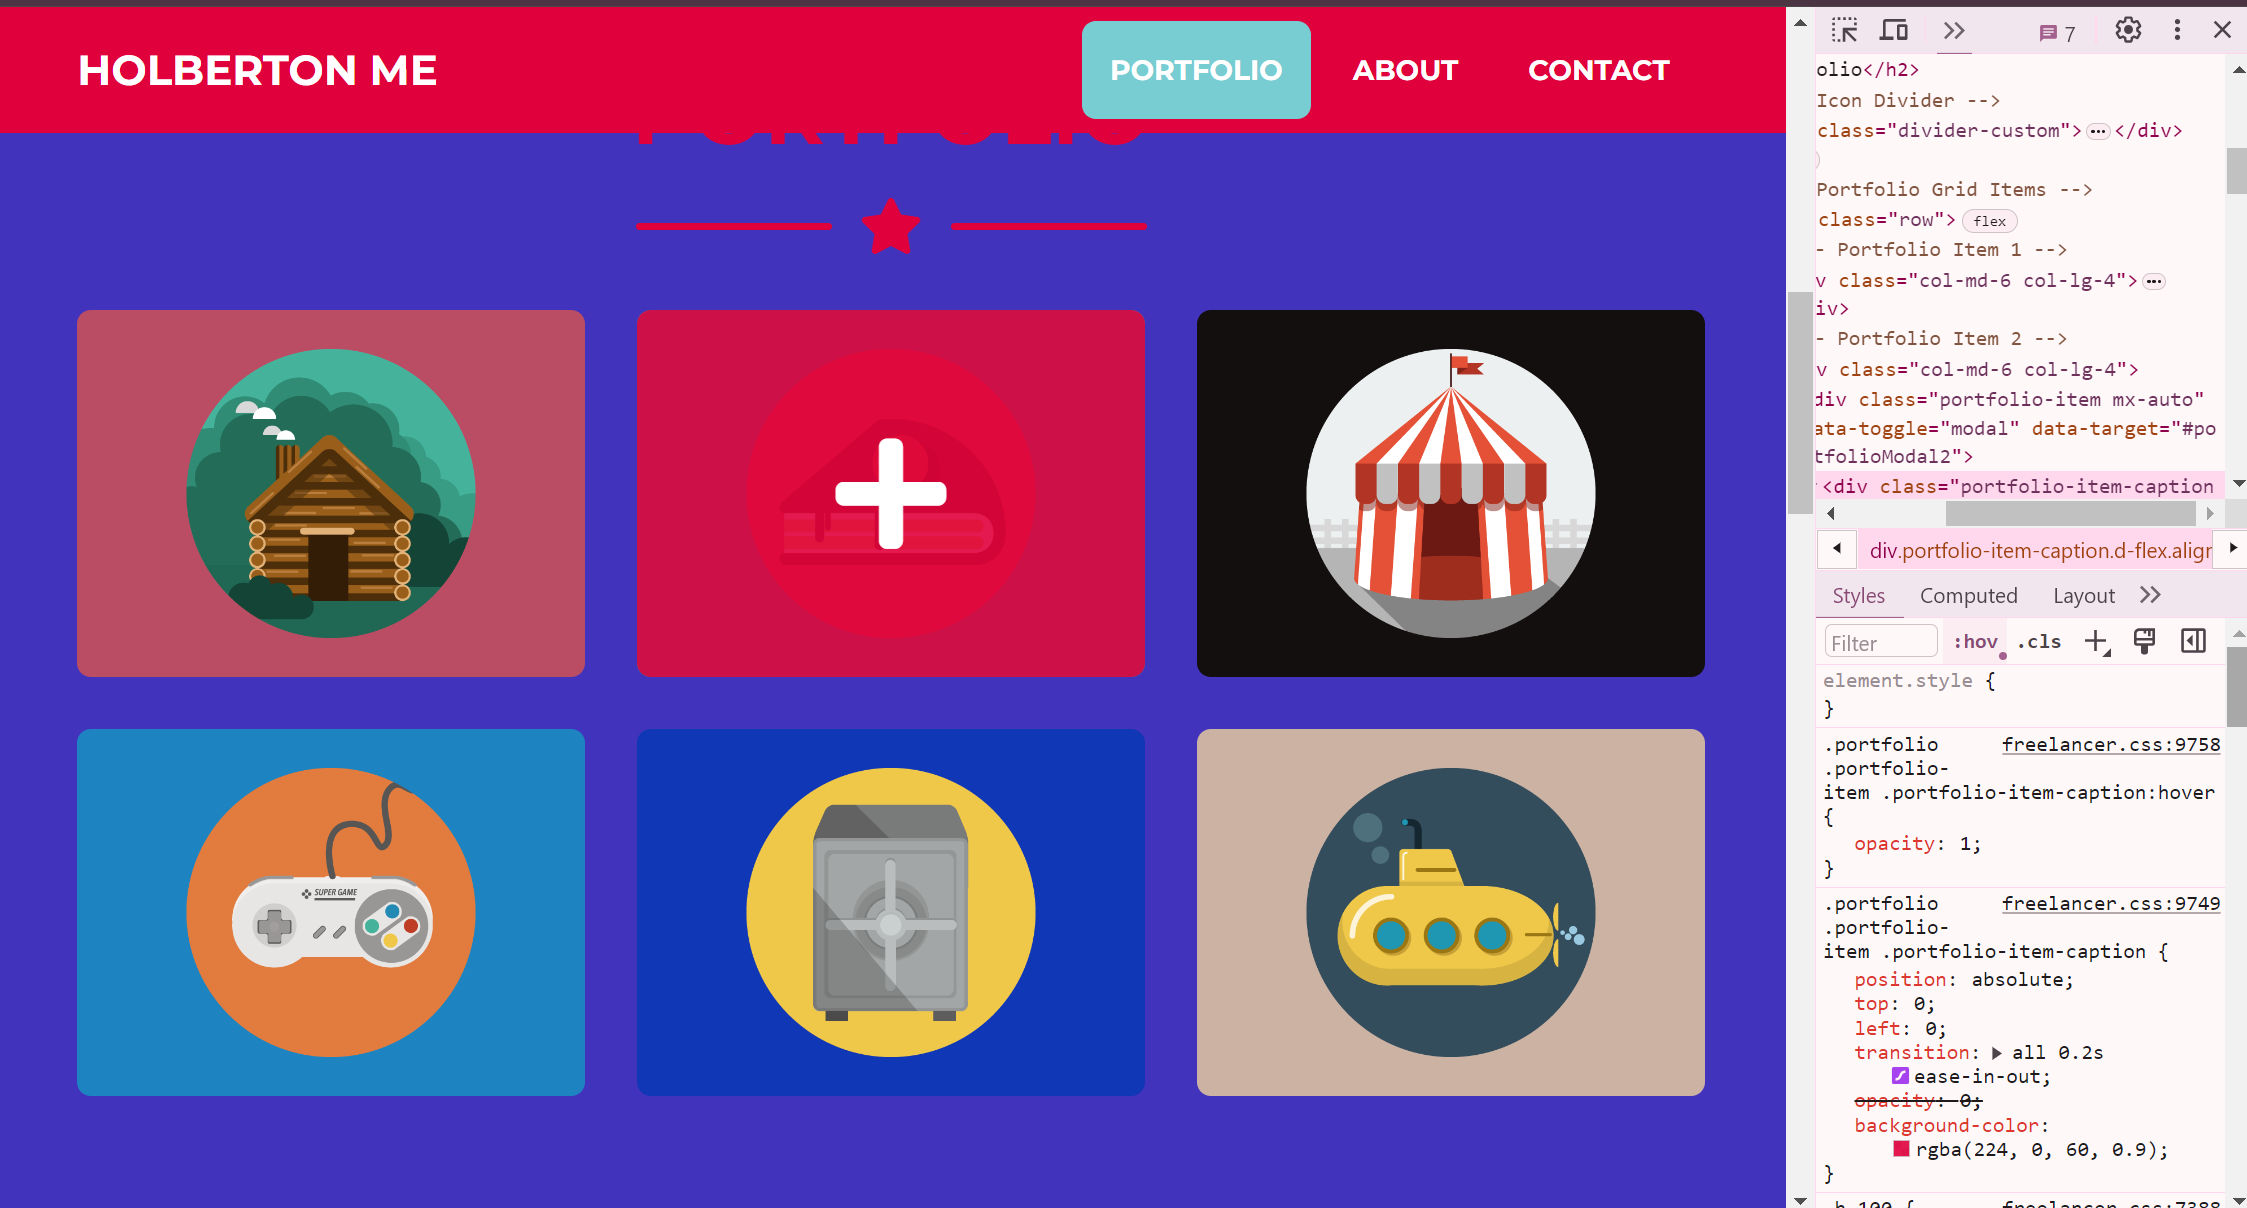 HOLBERTON ME
PORTFOLIO
ABOUT
CONTACT
SUPER GAME
7
olio</h2>
Icon Divider -->
class="divider-custom">…</div>
Portfolio Grid Items -->
class="row"> flex
- Portfolio Item 1 -->
v class="col-md-6 col-lg-4">…
iv>
- Portfolio Item 2 -->
v class="col-md-6 col-lg-4">
div class="portfolio-item mx-auto"
ata-toggle="modal" data-target="#po
tfolioModal2">
<div class="portfolio-item-caption
div.portfolio-item-caption.d-flex.align
Styles
Computed
Layout
Filter
:hov
.cls
element.style {
}
.portfolio freelancer.css:9758
.portfolio-
item .portfolio-item-caption:hover
{
opacity: 1;
}
.portfolio freelancer.css:9749
.portfolio-
item .portfolio-item-caption {
position: absolute;
top: 0;
left: 0;
transition: all 0.2s
ease-in-out;
opacity: 0;
background-color:
rgba(224, 0, 60, 0.9);
}
.h-100 { freelancer.css:7388